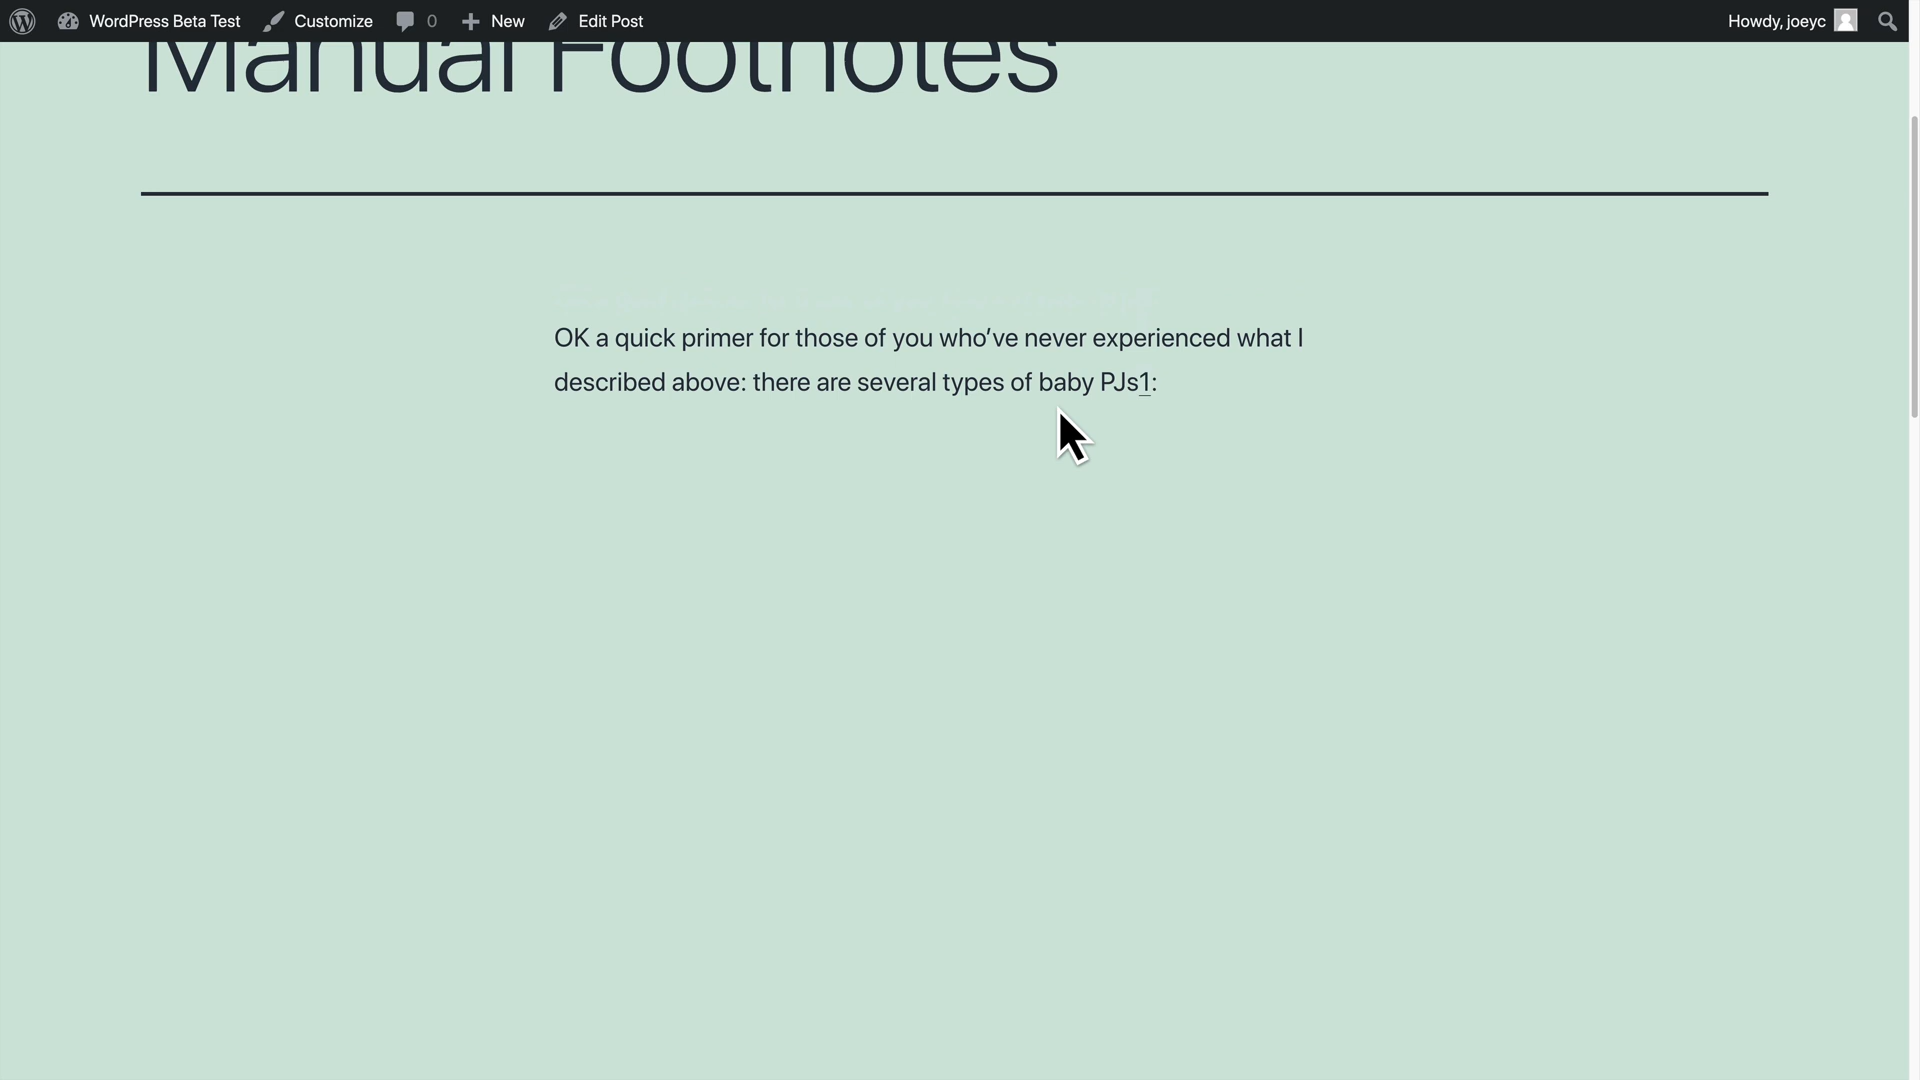 WordPress Beta Test Customize 0 New Edit Post Howdy, joeyc
Manual Footnotes
OK a quick primer for those of you who’ve never experienced what I
described above: there are several types of baby PJs1: